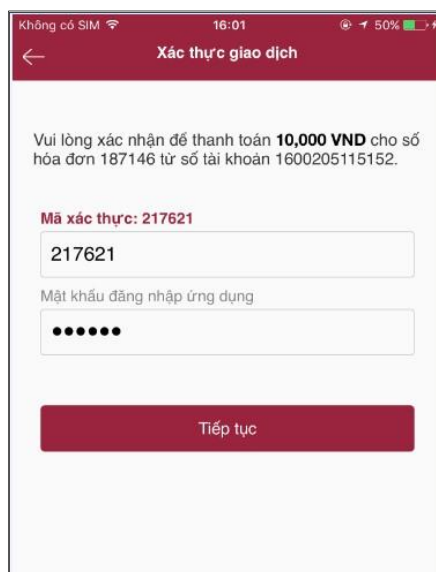 Không có SIM 16:01 50%
Xác thực giao dịch
Vui lòng xác nhận để thanh toán 10,000 VND cho số
hóa đơn 187146 từ số tài khoản 1600205115152.
Mã xác thực: 217621
217621
Mật khẩu đăng nhập ứng dụng
••••••
Tiếp tục